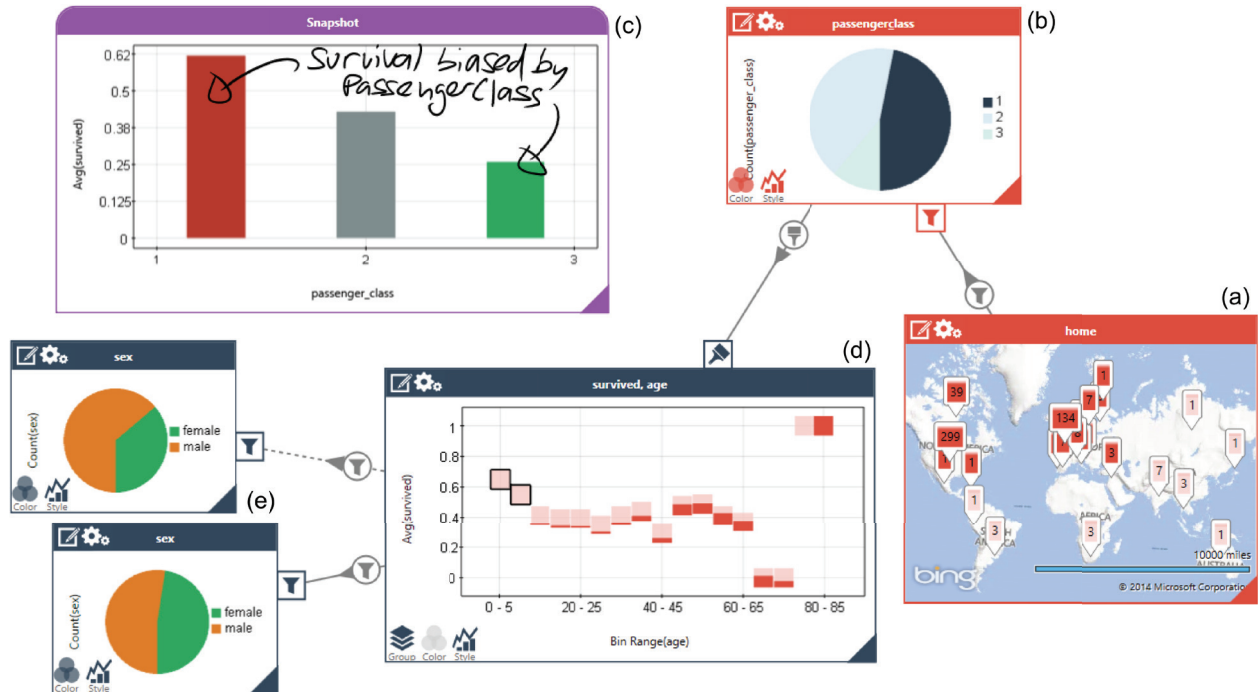 Snapshot
(c)
0.62
0.5
0.38
0.25
0.125
0
Avg(survived)
Survival biased by
PassengerClass
1
2
3
passenger_class
passengerclass
(b)
Count(passenger_class)
1
2
3
Color
Style
(a)
home
39
299
1
1
1
3
134
7
8
7
1
3
1
1
7
3
3
1
AFRICA
10000 miles
bing
© 2014 Microsoft Corporation
sex
Count(sex)
female
male
Color
Style
(e)
sex
Count(sex)
female
male
Color
Style
(d)
survived, age
1
0.8
0.6
0.4
0.2
0
Avg(survived)
0 - 5
20 - 25
40 - 45
60 - 65
80 - 85
Bin Range(age)
Group
Color
Style